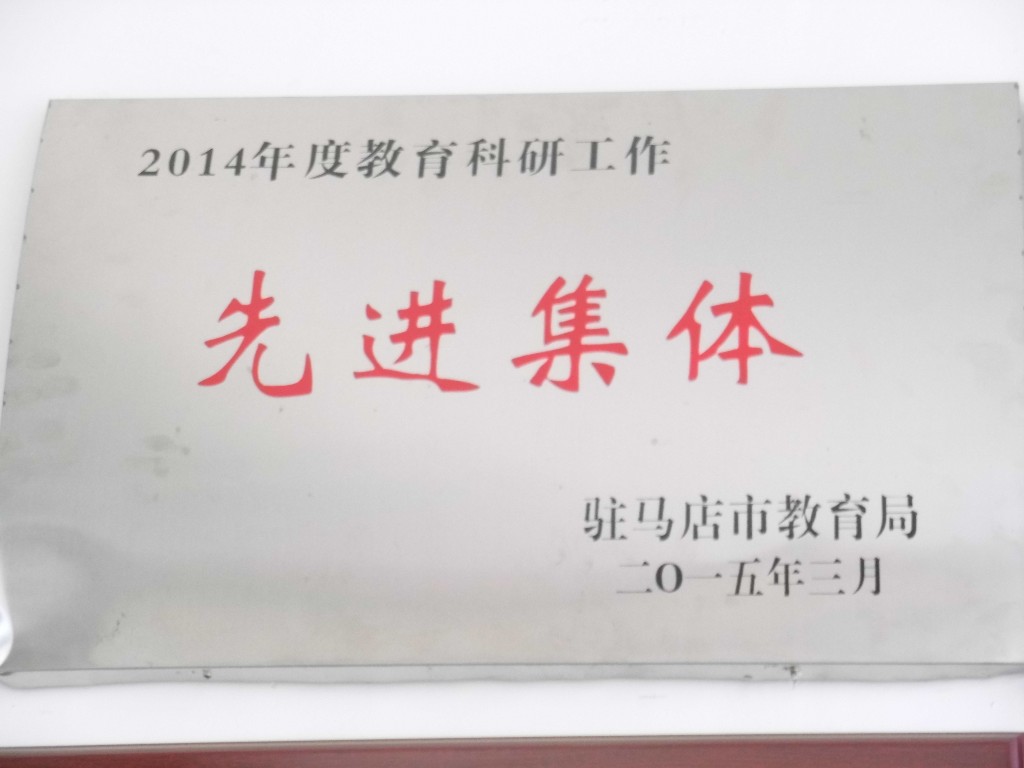 2014年度教育科研工作
先进集体
驻马店市教育局
二O一五年三月